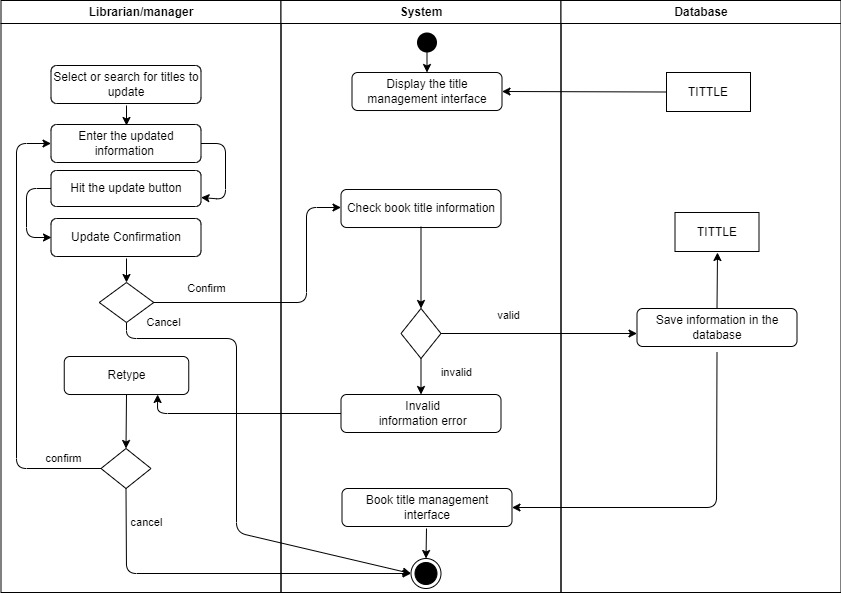 Librarian/manager
System
Database
Select or search for titles to
update
Display the title
management interface
TITTLE
Enter the updated
information
Hit the update button
Check book title information
Update Confirmation
TITTLE
Confirm
Cancel
valid
Save information in the
database
Retype
invalid
Invalid
information error
confirm
cancel
Book title management
interface